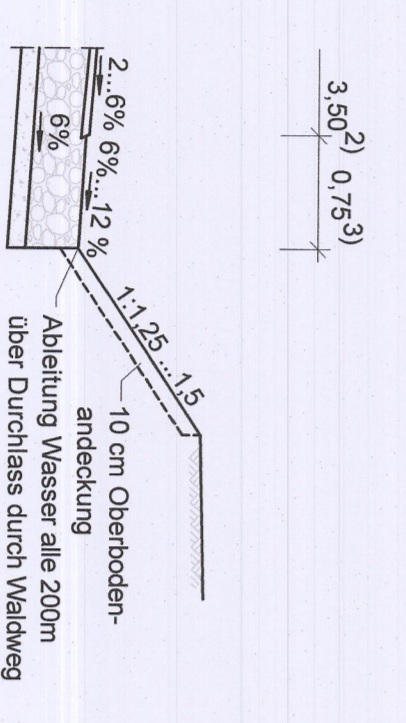 3,50²⁾ 0,75³⁾
2...6% 6%...12 %
6%
1:1,25 ...1,5
10 cm Oberboden-
andeckung
Ableitung Wasser alle 200m
über Durchlass durch Waldweg